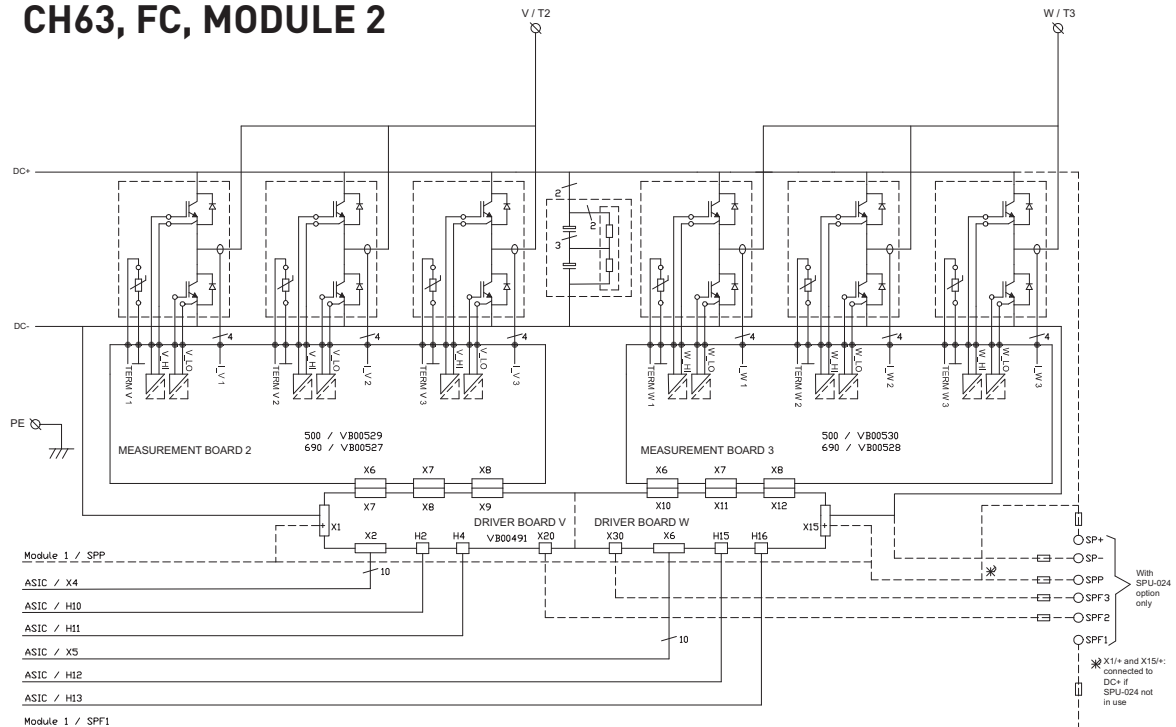 CH63, FC, MODULE 2
V / T2
W / T3
DC+
2
2
3
DC-
4
4
4
4
4
4
TERM V 1
V_HI
V_LO
I_V 1
TERM V 2
V_HI
V_LO
I_V 2
TERM V 3
V_HI
V_LO
I_V 3
TERM W 1
W_HI
W_LO
I_W 1
TERM W 2
W_HI
W_LO
I_W 2
TERM W 3
W_HI
W_LO
I_W 3
PE
MEASUREMENT BOARD 2
500 / VB00529
690 / VB00527
MEASUREMENT BOARD 3
500 / VB00530
690 / VB00528
X6
X7
X8
X6
X7
X8
X7
X8
X9
X10
X11
X12
X1
+
DRIVER BOARD V
VB00491
DRIVER BOARD W
X15
+
X2
H2
H4
X20
X30
X6
H15
H16
Module 1 / SPP
ASIC / X4
10
ASIC / H10
ASIC / H11
ASIC / X5
10
ASIC / H12
ASIC / H13
Module 1 / SPF1
SP+
SP-
SPP
SPF3
SPF2
SPF1
With
SPU-024
option
only
X1/+ and X15/+:
connected to
DC+ if
SPU-024 not
in use